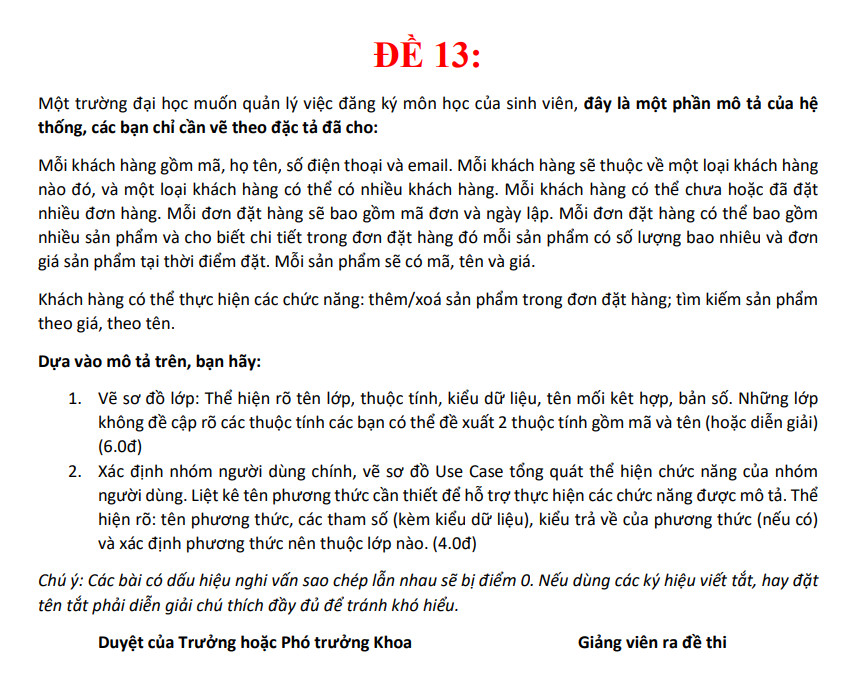 ĐỀ 13:
Một trường đại học muốn quản lý việc đăng ký môn học của sinh viên, đây là một phần mô tả của hệ
thống, các bạn chỉ cần vẽ theo đặc tả đã cho:
Mỗi khách hàng gồm mã, họ tên, số điện thoại và email. Mỗi khách hàng sẽ thuộc về một loại khách hàng
nào đó, và một loại khách hàng có thể có nhiều khách hàng. Mỗi khách hàng có thể chưa hoặc đã đặt
nhiều đơn hàng. Mỗi đơn đặt hàng sẽ bao gồm mã đơn và ngày lập. Mỗi đơn đặt hàng có thể bao gồm
nhiều sản phẩm và cho biết chi tiết trong đơn đặt hàng đó mỗi sản phẩm có số lượng bao nhiêu và đơn
giá sản phẩm tại thời điểm đặt. Mỗi sản phẩm sẽ có mã, tên và giá.
Khách hàng có thể thực hiện các chức năng: thêm/xoá sản phẩm trong đơn đặt hàng; tìm kiếm sản phẩm
theo giá, theo tên.
Dựa vào mô tả trên, bạn hãy:
1. Vẽ sơ đồ lớp: Thể hiện rõ tên lớp, thuộc tính, kiểu dữ liệu, tên mối kêt hợp, bản số. Những lớp
không đề cập rõ các thuộc tính các bạn có thể đề xuất 2 thuộc tính gồm mã và tên (hoặc diễn giải)
(6.0đ)
2. Xác định nhóm người dùng chính, vẽ sơ đồ Use Case tổng quát thể hiện chức năng của nhóm
người dùng. Liệt kê tên phương thức cần thiết để hỗ trợ thực hiện các chức năng được mô tả. Thể
hiện rõ: tên phương thức, các tham số (kèm kiểu dữ liệu), kiểu trả về của phương thức (nếu có)
và xác định phương thức nên thuộc lớp nào. (4.0đ)
Chú ý: Các bài có dấu hiệu nghi vấn sao chép lẫn nhau sẽ bị điểm 0. Nếu dùng các ký hiệu viết tắt, hay đặt
tên tắt phải diễn giải chú thích đầy đủ để tránh khó hiểu.
Duyệt của Trưởng hoặc Phó trưởng Khoa Giảng viên ra đề thi